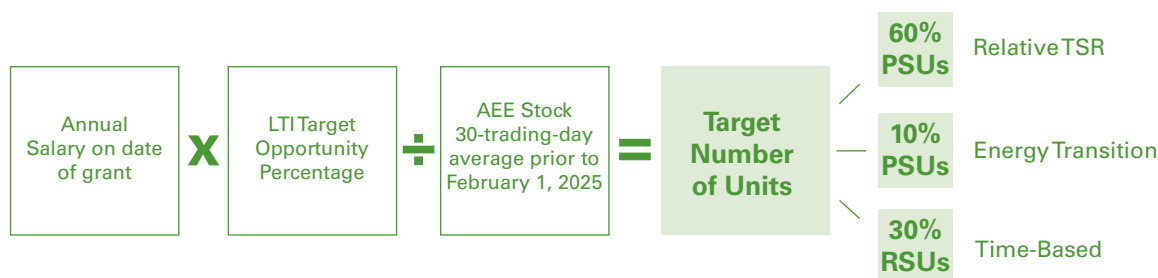 Annual
Salary on date
of grant
X
LTI Target
Opportunity
Percentage
÷
AEE Stock
30-trading-day
average prior to
February 1, 2025
=
Target
Number
of Units
60%
PSUs
Relative TSR
10%
PSUs
Energy Transition
30%
RSUs
Time-Based